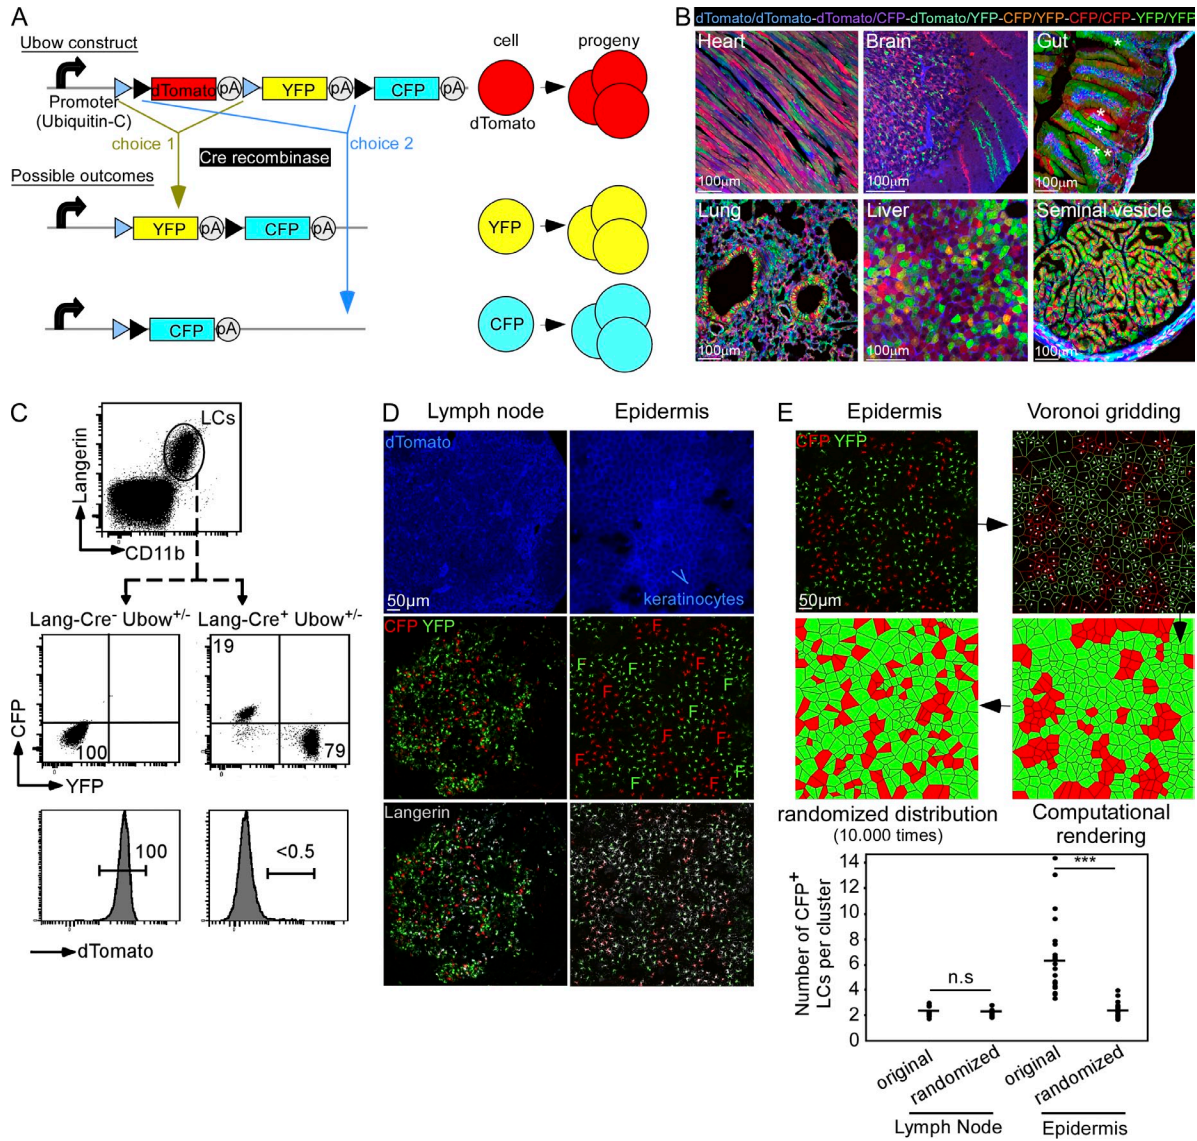 A
Ubow construct
cell
progeny
dTomato
pA
YFP
pA
CFP
pA
Promoter
(Ubiquitin-C)
dTomato
choice 1
Cre recombinase
choice 2
Possible outcomes
YFP
pA
CFP
pA
YFP
CFP
pA
CFP
B
dTomato/dTomato-dTomato/CFP-dTomato/YFP-CFP/YFP-CFP/CFP-YFP/YFP
Heart
Brain
Gut
*
*
*
* *
100µm
100µm
100µm
Lung
Liver
Seminal vesicle
100µm
100µm
100µm
C
LCs
Langerin
CD11b
Lang-Cre- Ubow+/-
Lang-Cre+ Ubow+/-
19
CFP
100
79
YFP
100
<0.5
dTomato
D
Lymph node
Epidermis
dTomato
50µm
keratinocytes
CFP YFP
F
F
F
F
F
F
F
F
F
F
F
F
Langerin
E
Epidermis
Voronoi gridding
CFP YFP
50µm
randomized distribution
(10.000 times)
Computational
rendering
Number of CFP+
LCs per cluster
14
12
10
8
6
4
2
0
n.s
***
original
randomized
original
randomized
Lymph Node
Epidermis